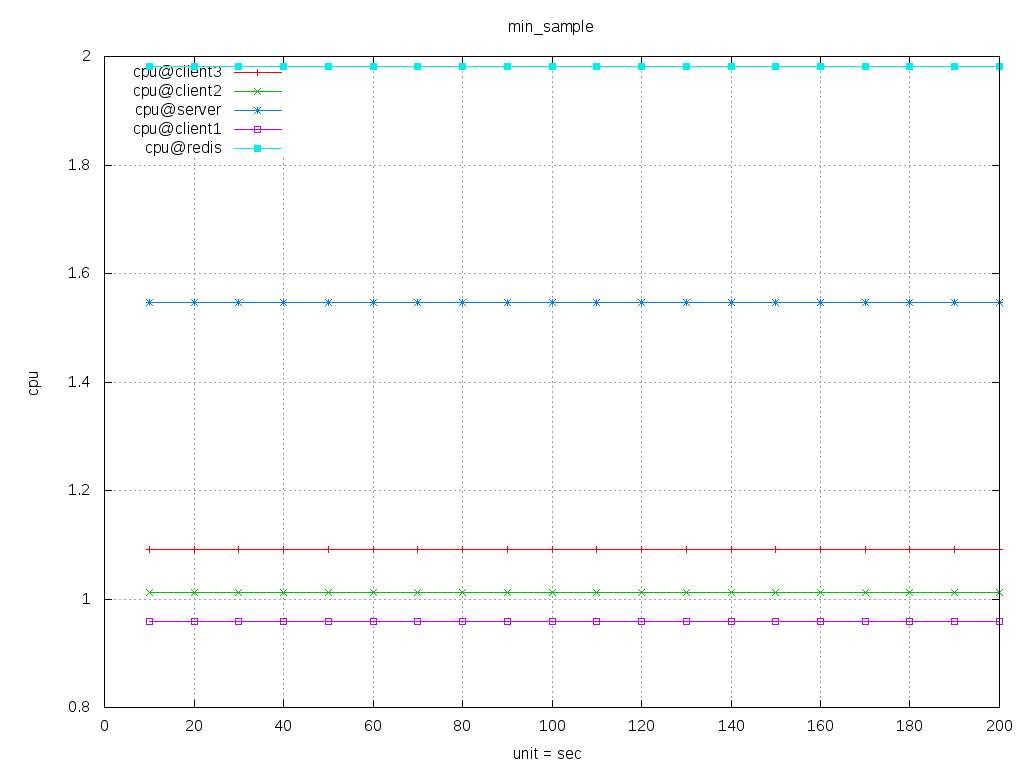 min_sample
2
cpu@client3
cpu@client2
cpu@server
cpu@client1
cpu@redis
1.8
1.6
1.4
cpu
1.2
1
0.8
0 20 40 60 80 100 120 140 160 180 200
unit = sec